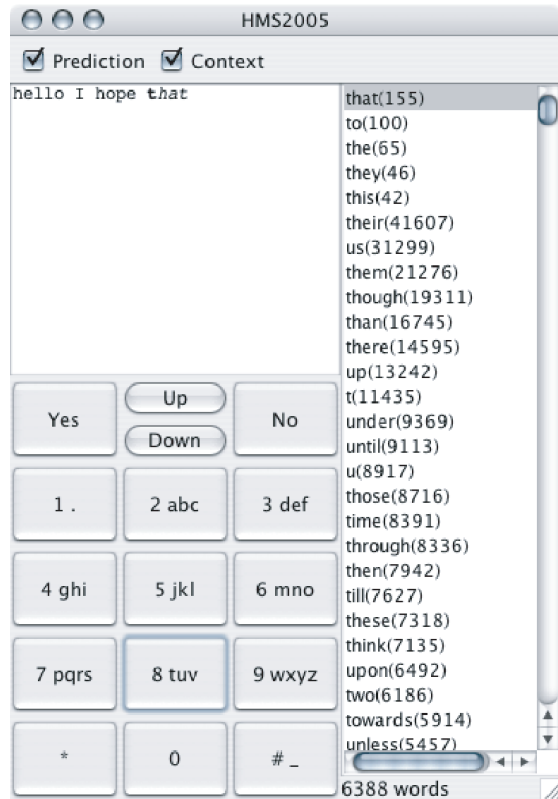 HMS2005
Prediction Context
hello I hope that
that(155)
to(100)
the(65)
they(46)
this(42)
their(41607)
us(31299)
them(21276)
though(19311)
than(16745)
there(14595)
up(13242)
t(11435)
under(9369)
until(9113)
u(8917)
those(8716)
time(8391)
through(8336)
then(7942)
till(7627)
these(7318)
think(7135)
upon(6492)
two(6186)
towards(5914)
unless(5457)
6388 words
Yes
Up
Down
No
1 .
2 abc
3 def
4 ghi
5 jkl
6 mno
7 pqrs
8 tuv
9 wxyz
*
0
# _